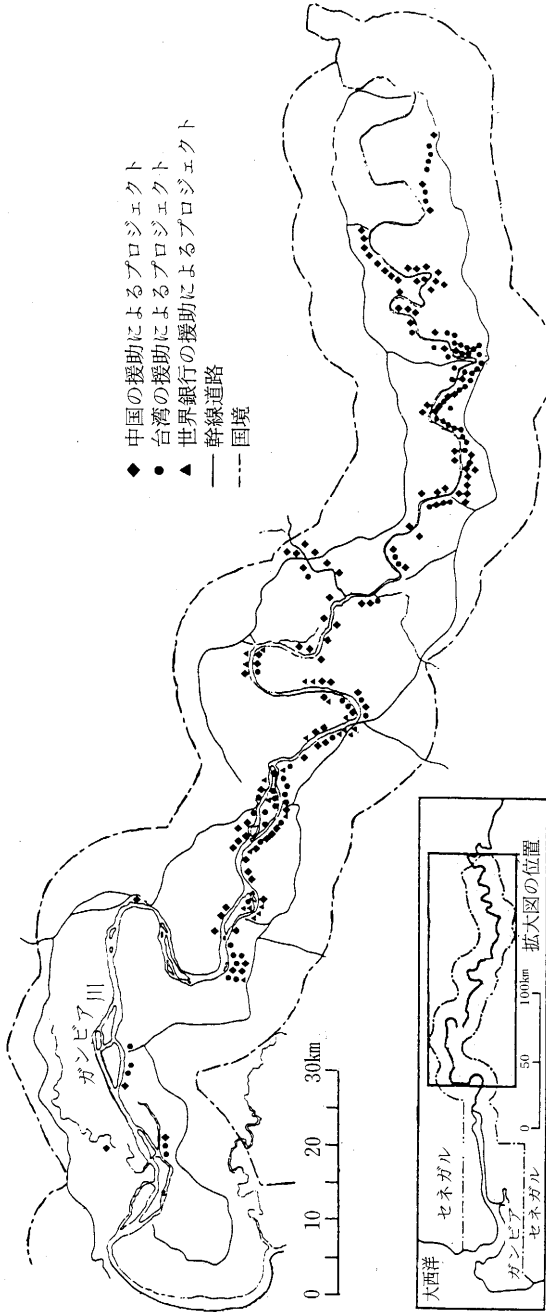 ◆ 中国の援助によるプロジェクト
● 台湾の援助によるプロジェクト
▲ 世界銀行の援助によるプロジェクト
── 幹線道路
--- 国境
ガンビア川
0 10 20 30km
大西洋
セネガル
ガンビア
セネガル
0 50 100km
拡大図の位置